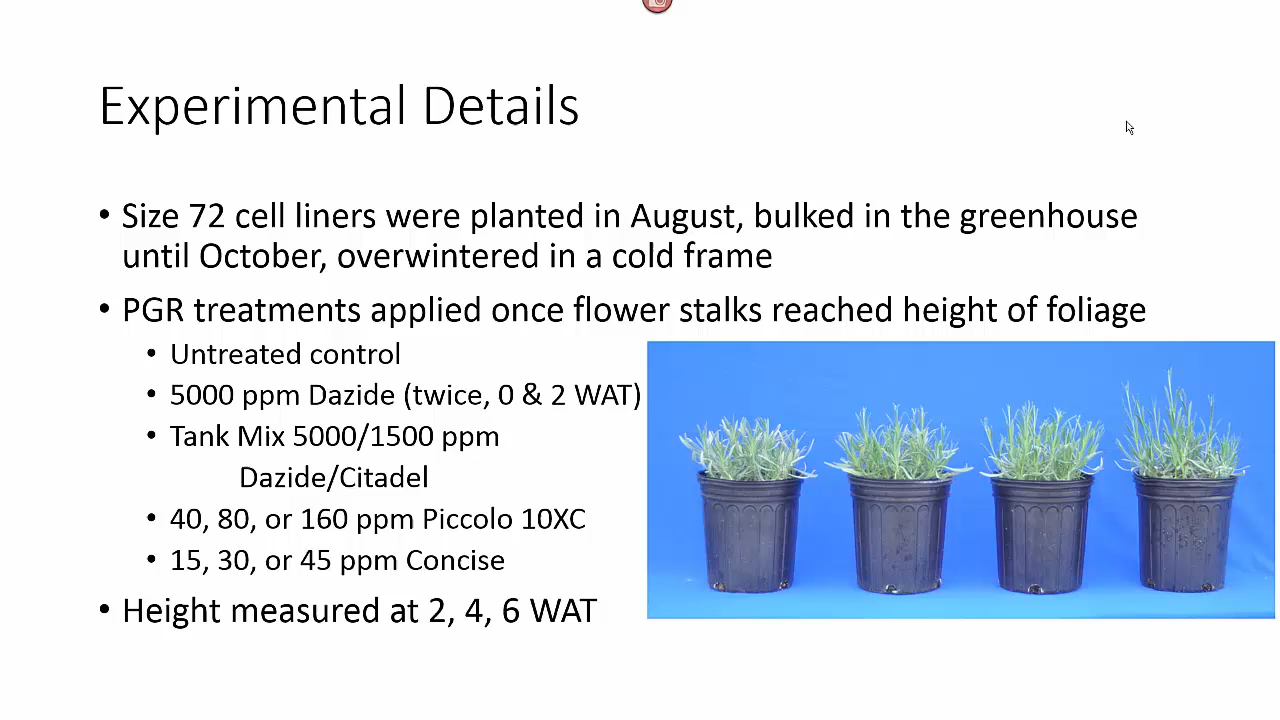 Experimental Details
• Size 72 cell liners were planted in August, bulked in the greenhouse
until October, overwintered in a cold frame
• PGR treatments applied once flower stalks reached height of foliage
• Untreated control
• 5000 ppm Dazide (twice, 0 & 2 WAT)
• Tank Mix 5000/1500 ppm
Dazide/Citadel
• 40, 80, or 160 ppm Piccolo 10XC
• 15, 30, or 45 ppm Concise
• Height measured at 2, 4, 6 WAT